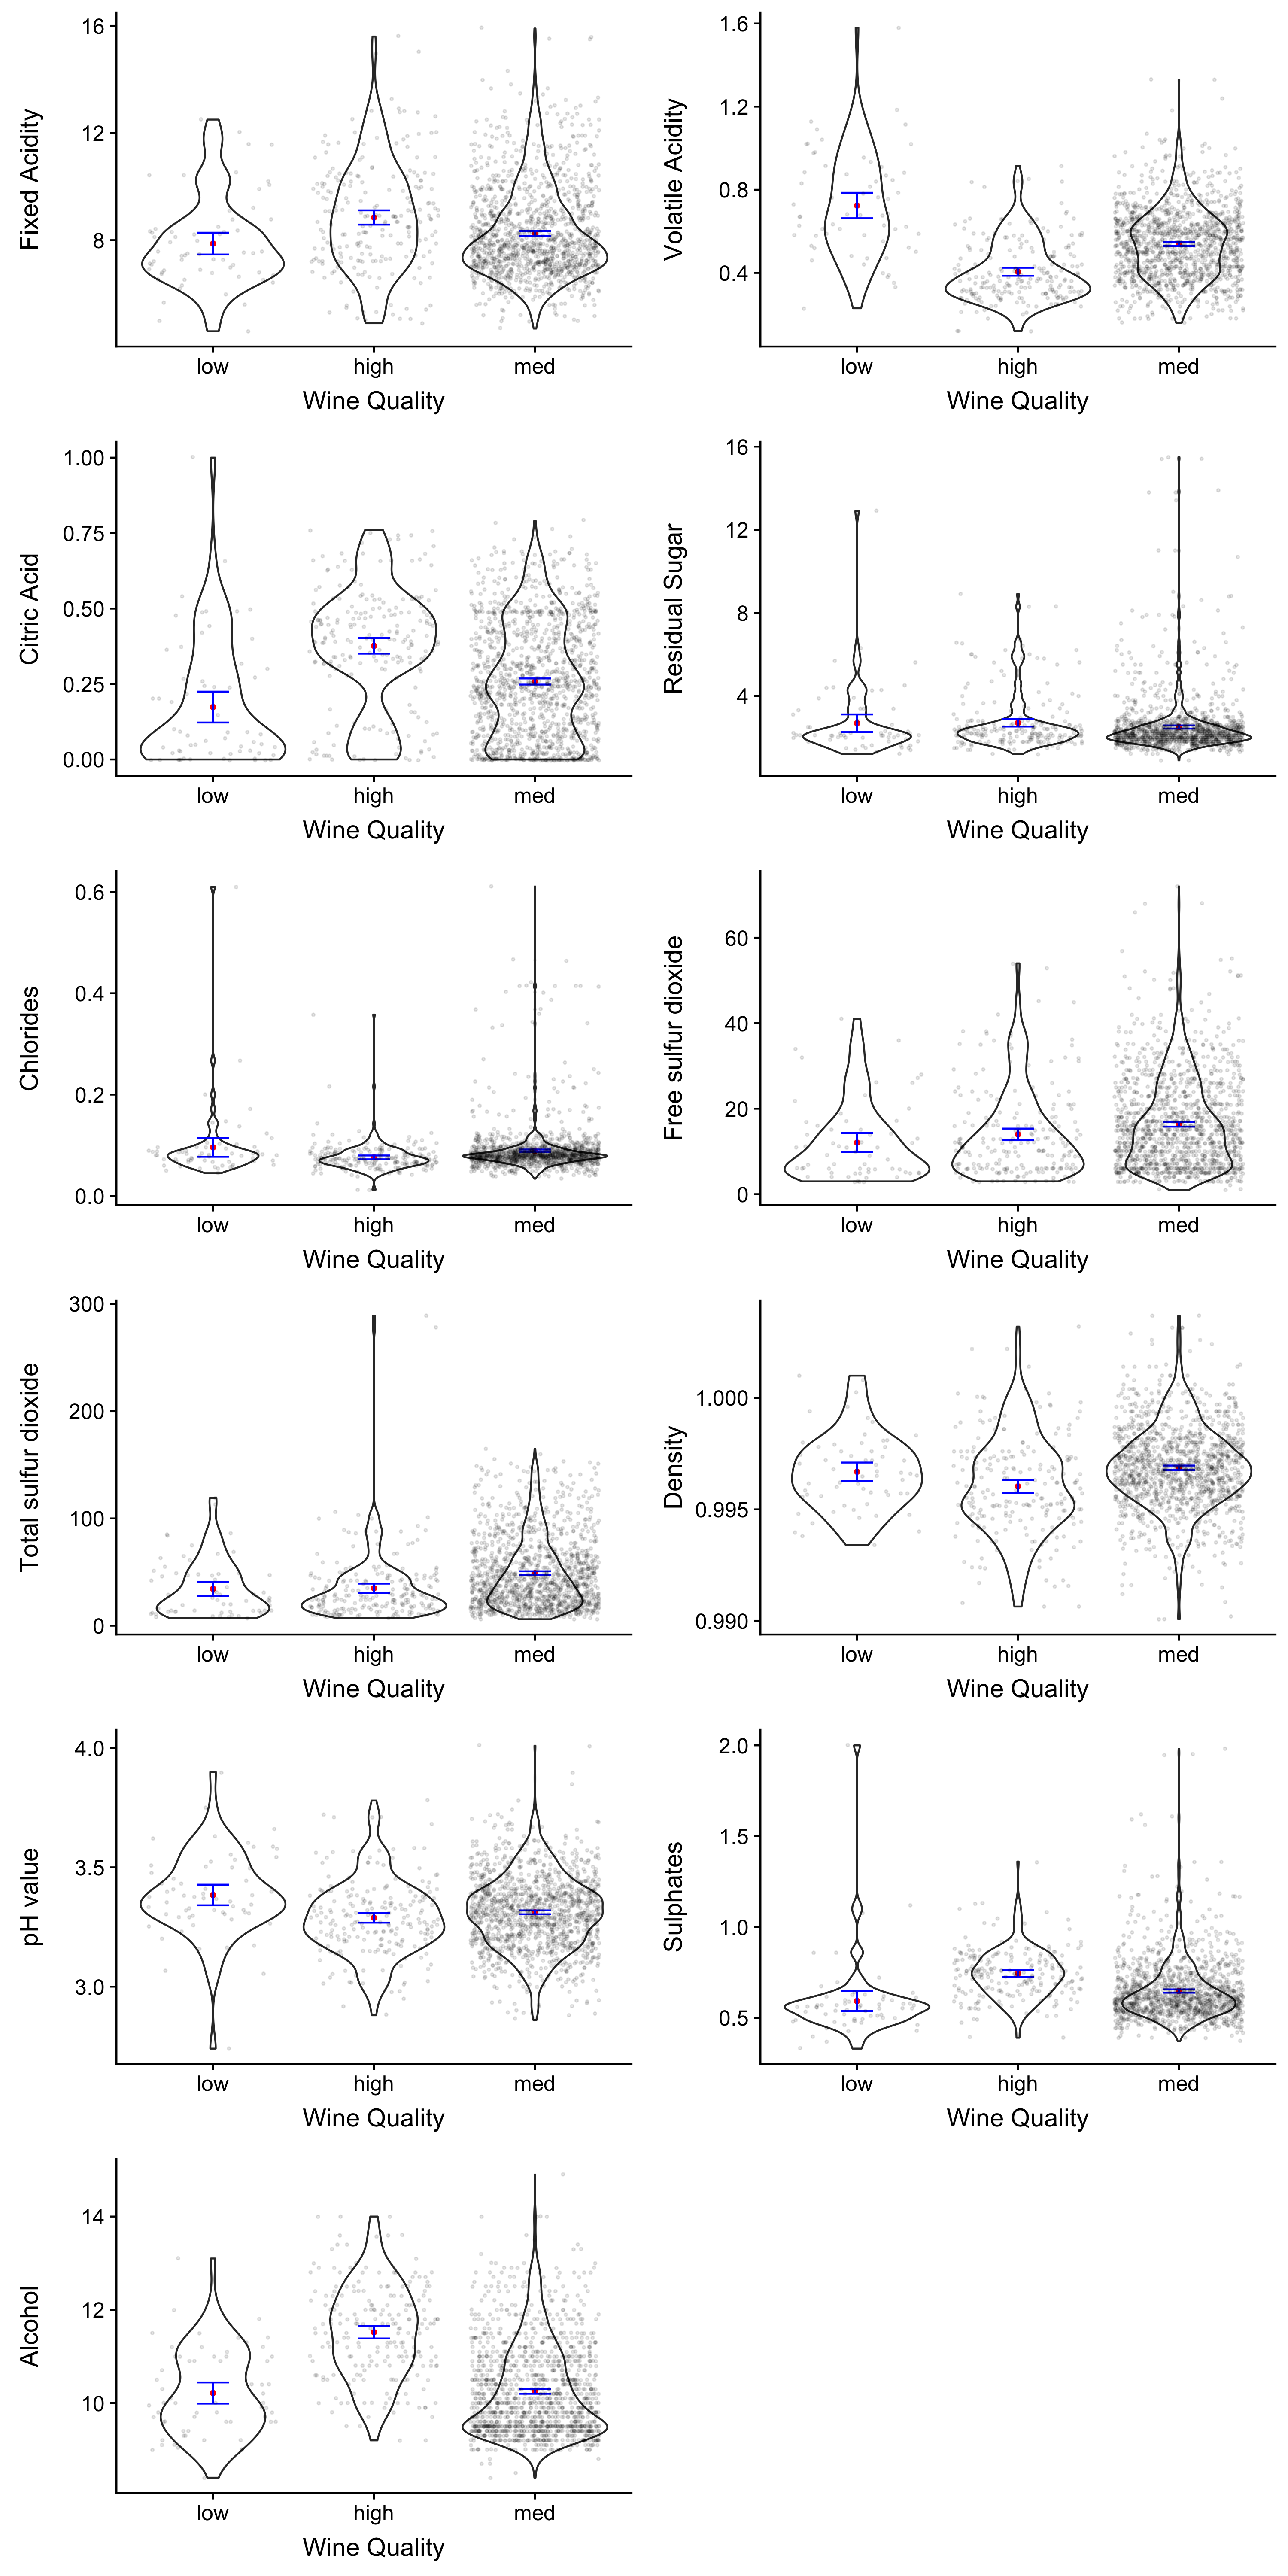 Fixed Acidity
16
12
8
low high med
Wine Quality
Volatile Acidity
1.6
1.2
0.8
0.4
low high med
Wine Quality
Citric Acid
1.00
0.75
0.50
0.25
0.00
low high med
Wine Quality
Residual Sugar
16
12
8
4
low high med
Wine Quality
Chlorides
0.6
0.4
0.2
0.0
low high med
Wine Quality
Free sulfur dioxide
60
40
20
0
low high med
Wine Quality
Total sulfur dioxide
300
200
100
0
low high med
Wine Quality
Density
1.000
0.995
0.990
low high med
Wine Quality
pH value
4.0
3.5
3.0
low high med
Wine Quality
Sulphates
2.0
1.5
1.0
0.5
low high med
Wine Quality
Alcohol
14
12
10
low high med
Wine Quality